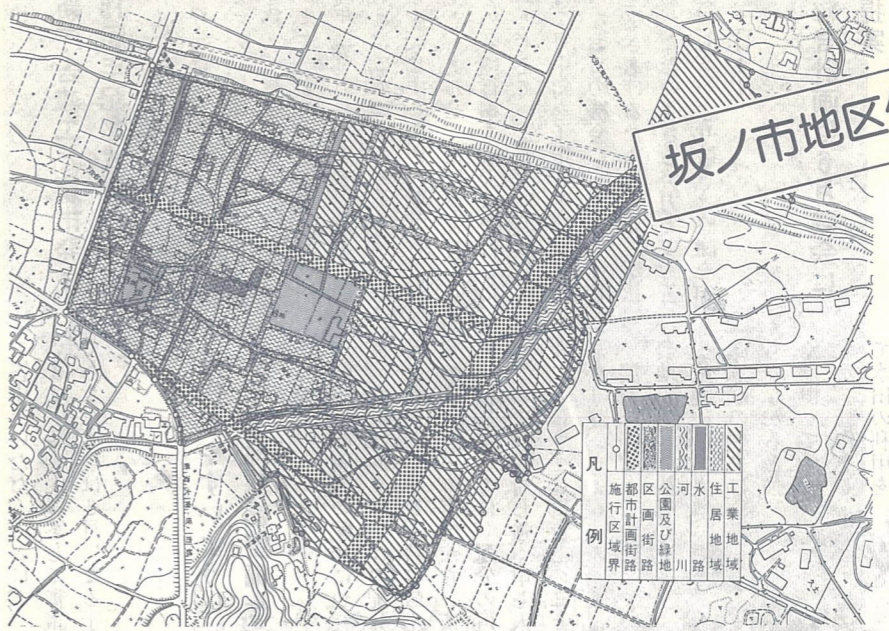 坂ノ市地区
凡例
工業地域
住居地域
水路
河川
公園及び緑地
区画街路
都市計画街路
施行区域界